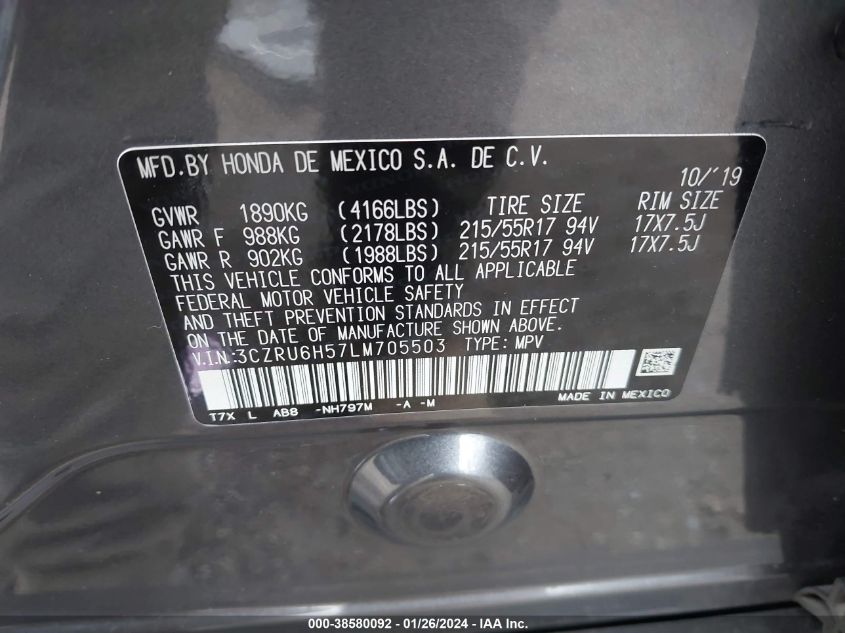 MFD.BY HONDA DE MEXICO S.A. DE C.V.
10/'19
GVWR 1890KG (4166LBS) TIRE SIZE RIM SIZE
GAWR F 988KG (2178LBS) 215/55R17 94V 17X7.5J
GAWR R 902KG (1988LBS) 215/55R17 94V 17X7.5J
THIS VEHICLE CONFORMS TO ALL APPLICABLE
FEDERAL MOTOR VEHICLE SAFETY
AND THEFT PREVENTION STANDARDS IN EFFECT
ON THE DATE OF MANUFACTURE SHOWN ABOVE.
V.I.N.:3CZRU6H57LM705503 TYPE: MPV
T7X L AB8 -NH797M -A -M MADE IN MEXICO
000-38580092 - 01/26/2024 - IAA Inc.